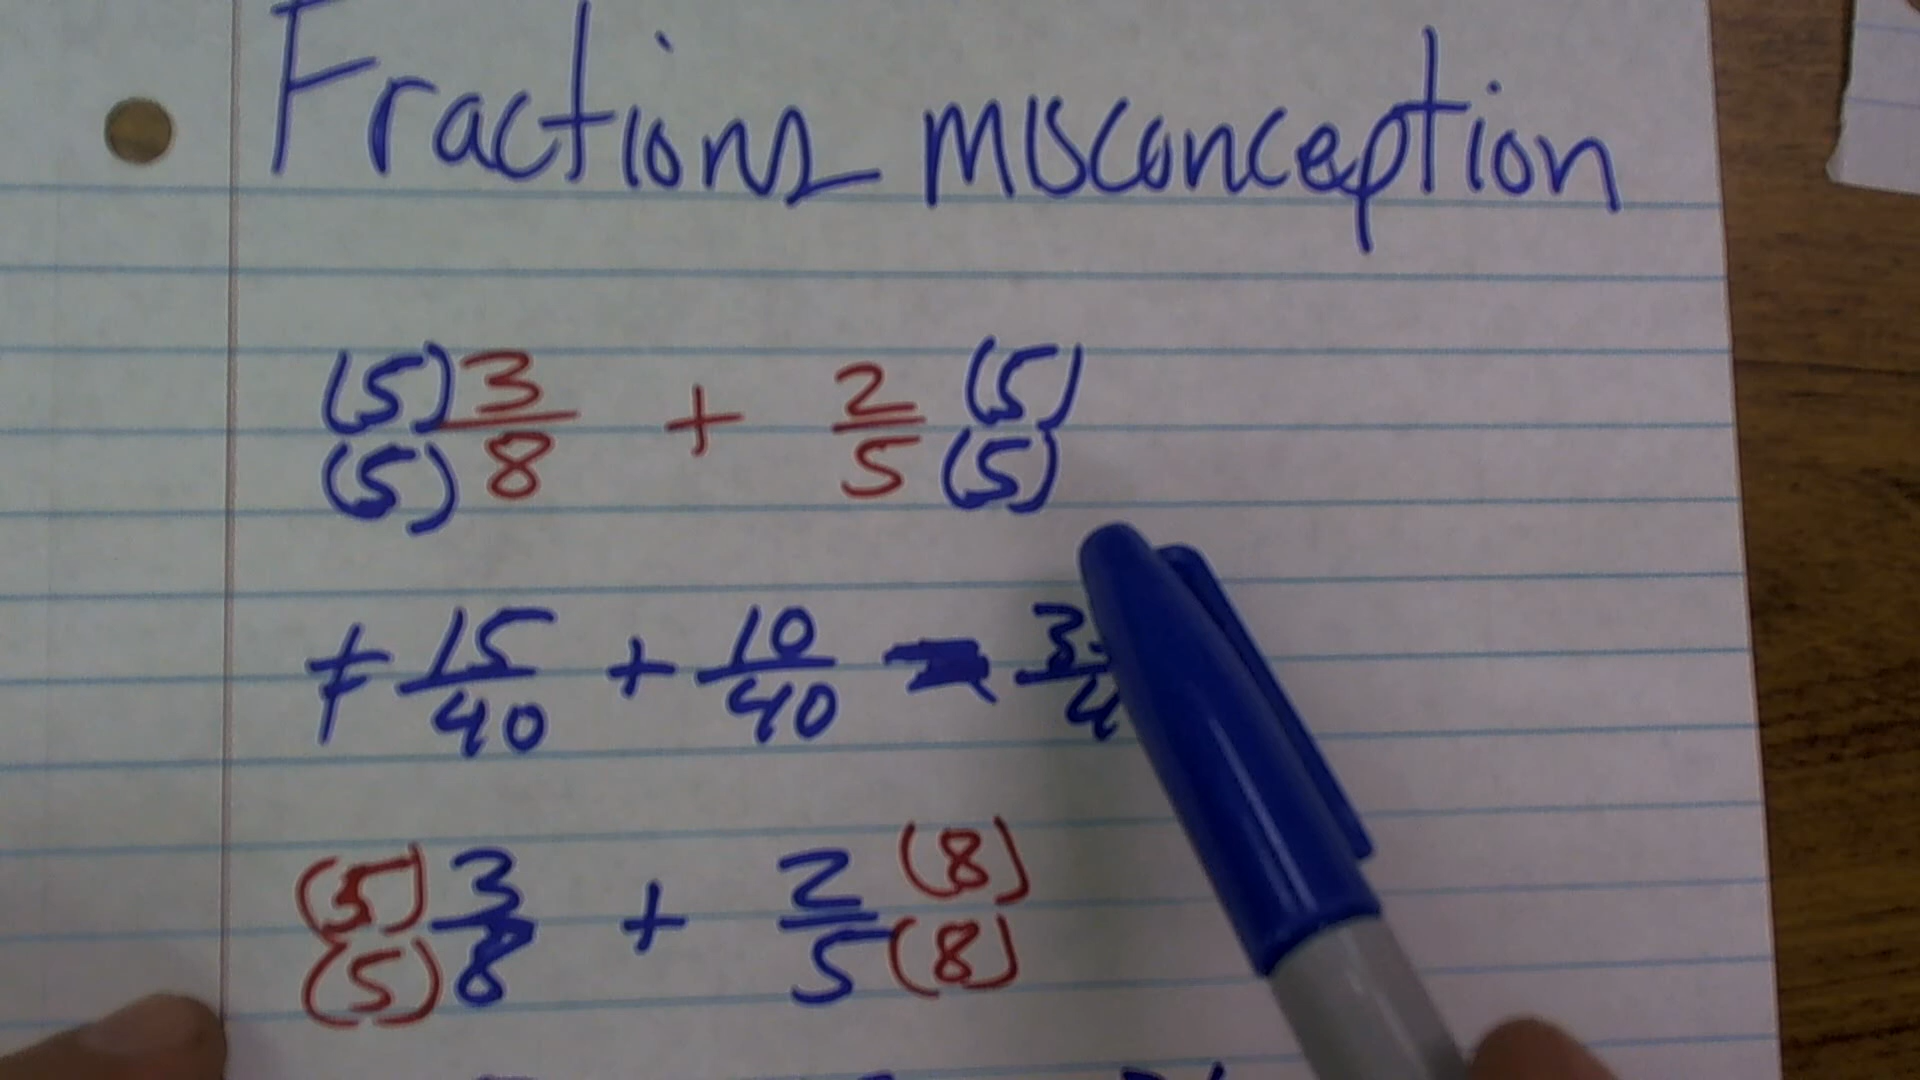 Fractions misconception
(5) 3 + 2 (5)
(5) 8 5 (5)
≠ 15/40 + 10/40 =
(5) 3 + 2 (8)
(5) 8 5 (8)